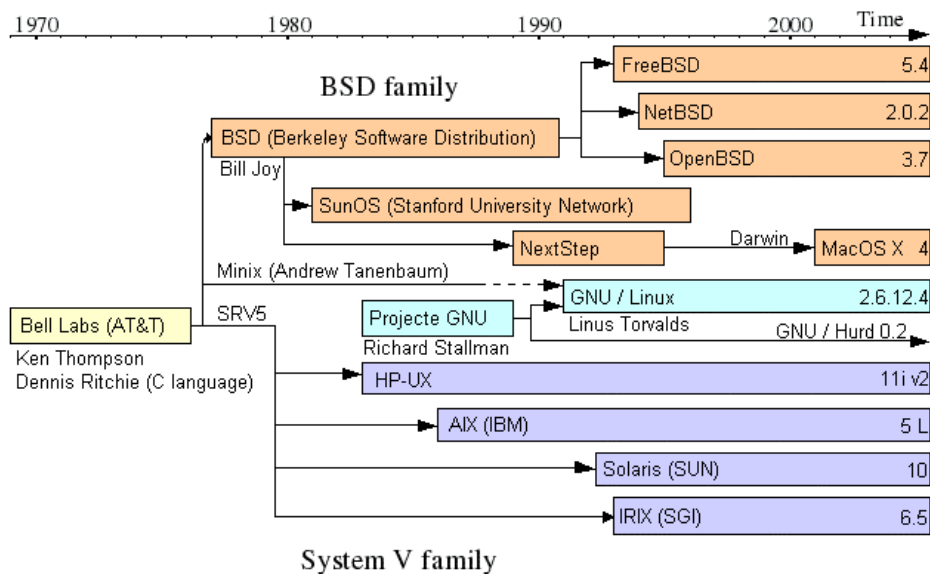 1970 1980 1990 2000 Time
FreeBSD 5.4
BSD family
NetBSD 2.0.2
BSD (Berkeley Software Distribution)
OpenBSD 3.7
Bill Joy
SunOS (Stanford University Network)
NextStep Darwin MacOS X 4
Minix (Andrew Tanenbaum)
GNU / Linux 2.6.12.4
SRV5
Bell Labs (AT&T)
Projecte GNU
Linus Torvalds
GNU / Hurd 0.2
Ken Thompson
Richard Stallman
Dennis Ritchie (C language)
HP-UX 11i v2
AIX (IBM) 5 L
Solaris (SUN) 10
IRIX (SGI) 6.5
System V family